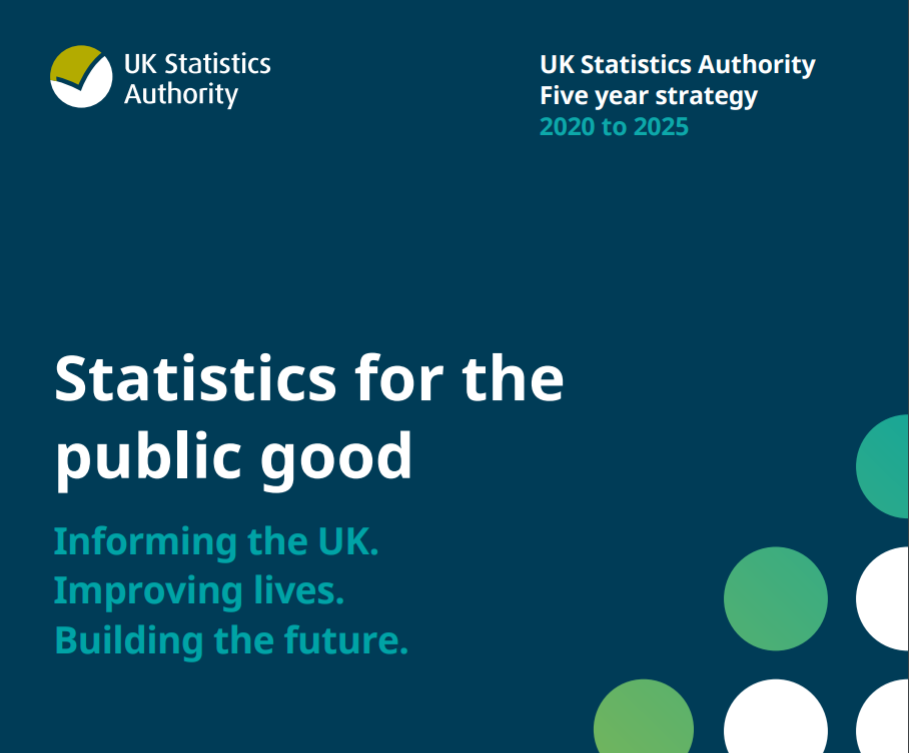 UK Statistics
Authority
UK Statistics Authority
Five year strategy
2020 to 2025
Statistics for the
public good
Informing the UK.
Improving lives.
Building the future.